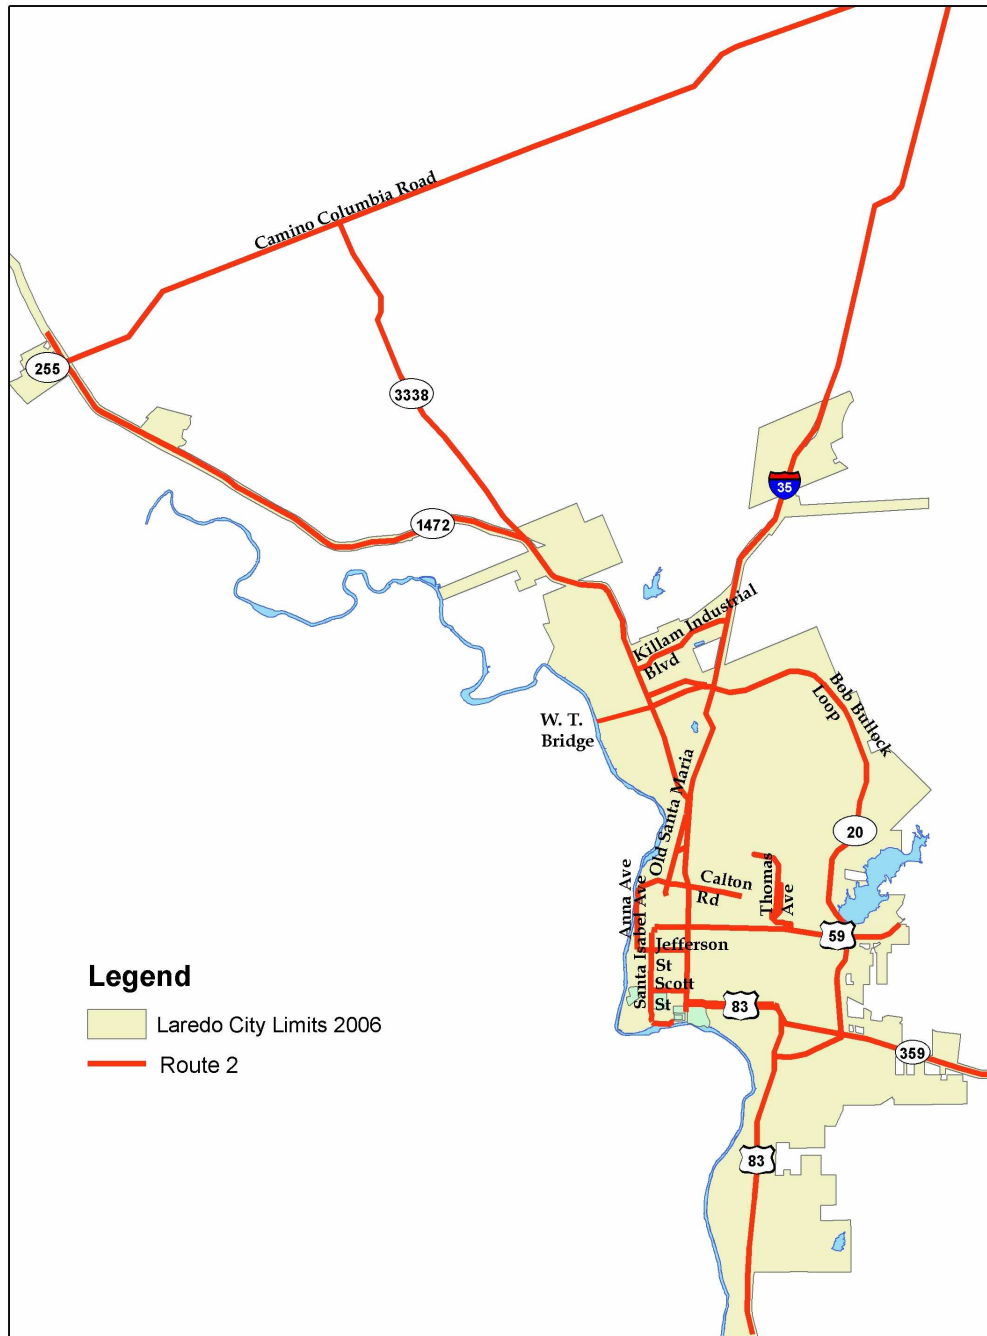 Camino Columbia Road
255
3338
35
1472
Killam Industrial
Blvd
Bob Bullock
Loop
W. T.
Bridge
Old Santa Maria
20
Anna Ave
Santa Isabel Ave
Calton
Rd
Thomas
Ave
59
Jefferson
St
Scott
St
83
359
83
Legend
Laredo City Limits 2006
Route 2